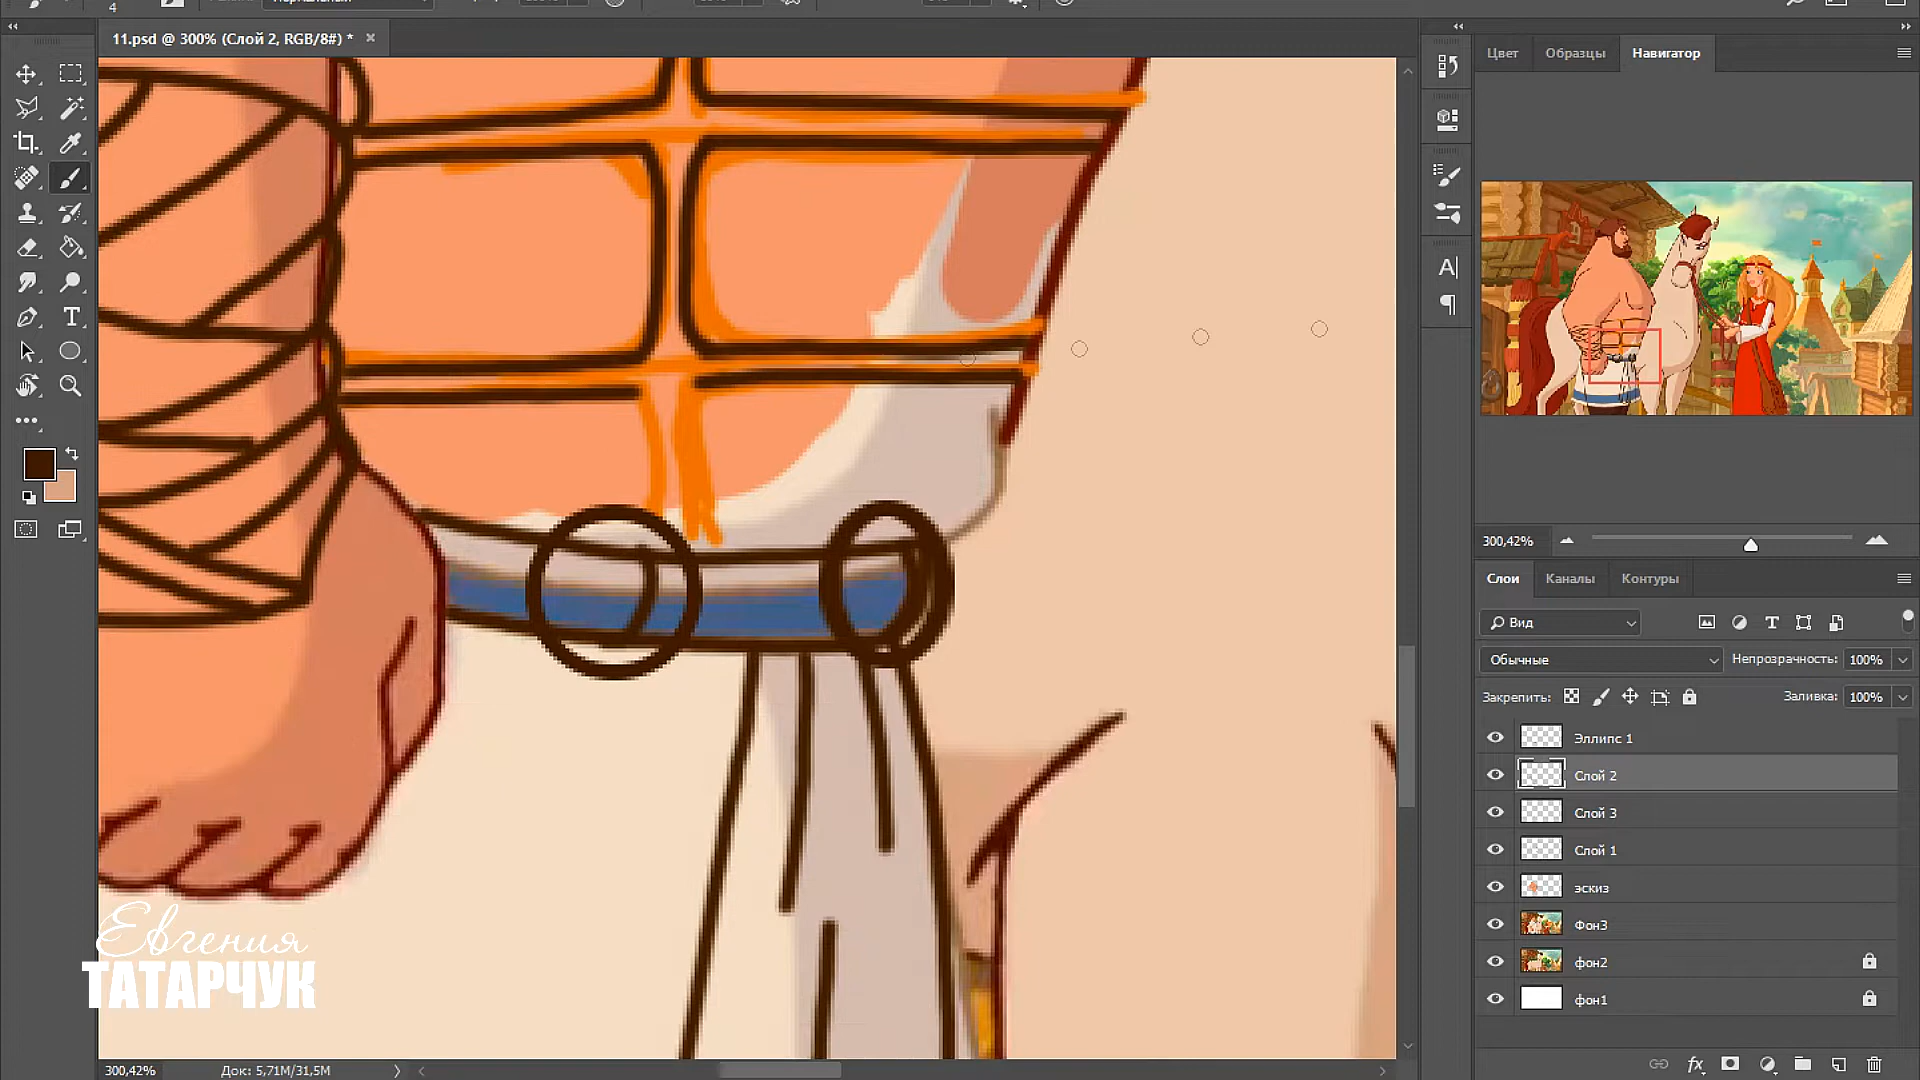 4
11.psd @ 300% (Слой 2, RGB/8#) *
Цвет
Образцы
Навигатор
300,42%
Слои
Каналы
Контуры
Вид
Обычные
Непрозрачность: 100%
Закрепить:
Заливка: 100%
Эллипс 1
Слой 2
Слой 3
Слой 1
эскиз
Фон3
фон2
фон1
Евгения
ТАТАРЧУК
300,42%
Док: 5,71M/31,5M